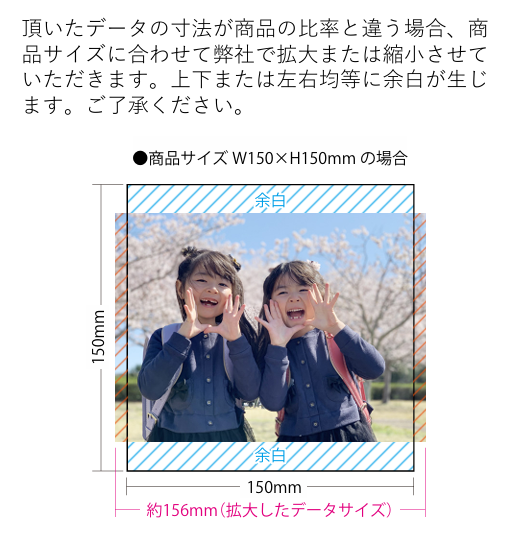 頂いたデータの寸法が商品の比率と違う場合、商
品サイズに合わせて弊社で拡大または縮小させて
いただきます。上下または左右均等に余白が生じ
ます。ご了承ください。
●商品サイズ W150×H150mm の場合
余白
150mm
余白
150mm
約156mm(拡大したデータサイズ)